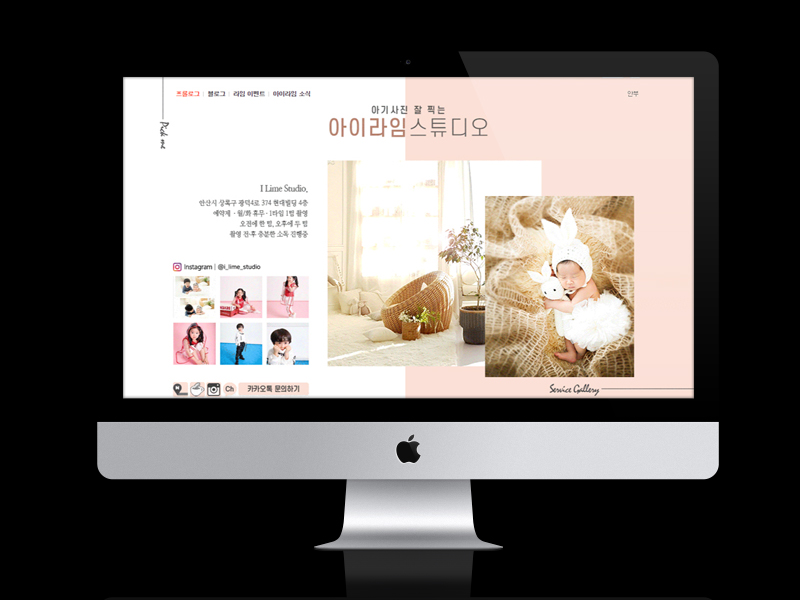 프롤로그 | 블로그 | 라임 이벤트 | 아이라임 소식
안부
Pick me
아기사진 잘 찍는
아이라임스튜디오
I Lime Studio.
안산시 상록구 광덕4로 374 현대빌딩 4층
예약제 · 월/화 휴무 · 1타임 1팀 촬영
오전에 한 팀, 오후에 두 팀
촬영 전·후 충분한 소독 진행중
Instagram | @i_lime_studio
Ch
카카오톡 문의하기
Service Gallery